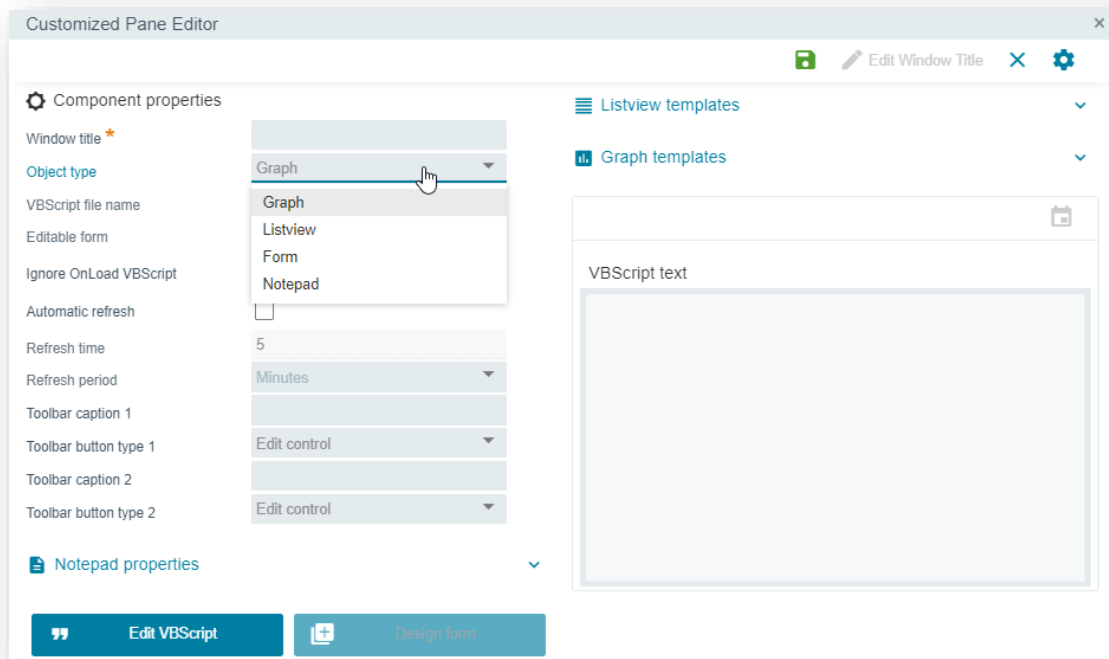 Customized Pane Editor
Edit Window Title
Component properties
Window title *
Object type
Graph
Graph
Listview
Form
Notepad
VBScript file name
Editable form
Ignore OnLoad VBScript
Automatic refresh
Refresh time
5
Refresh period
Minutes
Toolbar caption 1
Toolbar button type 1
Edit control
Toolbar caption 2
Toolbar button type 2
Edit control
Notepad properties
Edit VBScript
Design form
Listview templates
Graph templates
VBScript text